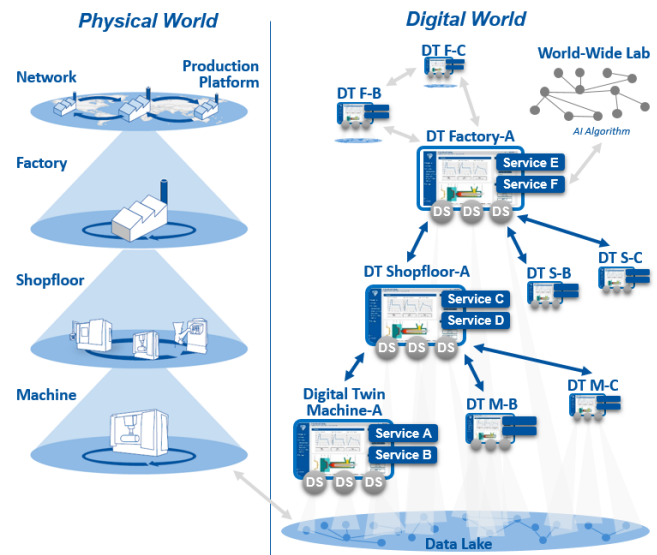 Physical World
Digital World
Network
Production
Platform
Factory
Shopfloor
Machine
DT F-C
DT F-B
World-Wide Lab
AI Algorithm
DT Factory-A
Service E
Service F
DS DS DS
DT S-C
DT S-B
DT Shopfloor-A
Service C
Service D
DS DS DS
DT M-C
DT M-B
Digital Twin
Machine-A
Service A
Service B
DS DS DS
Data Lake